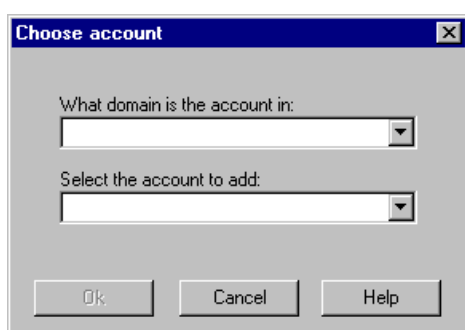 Choose account
What domain is the account in:
Select the account to add:
Ok Cancel Help